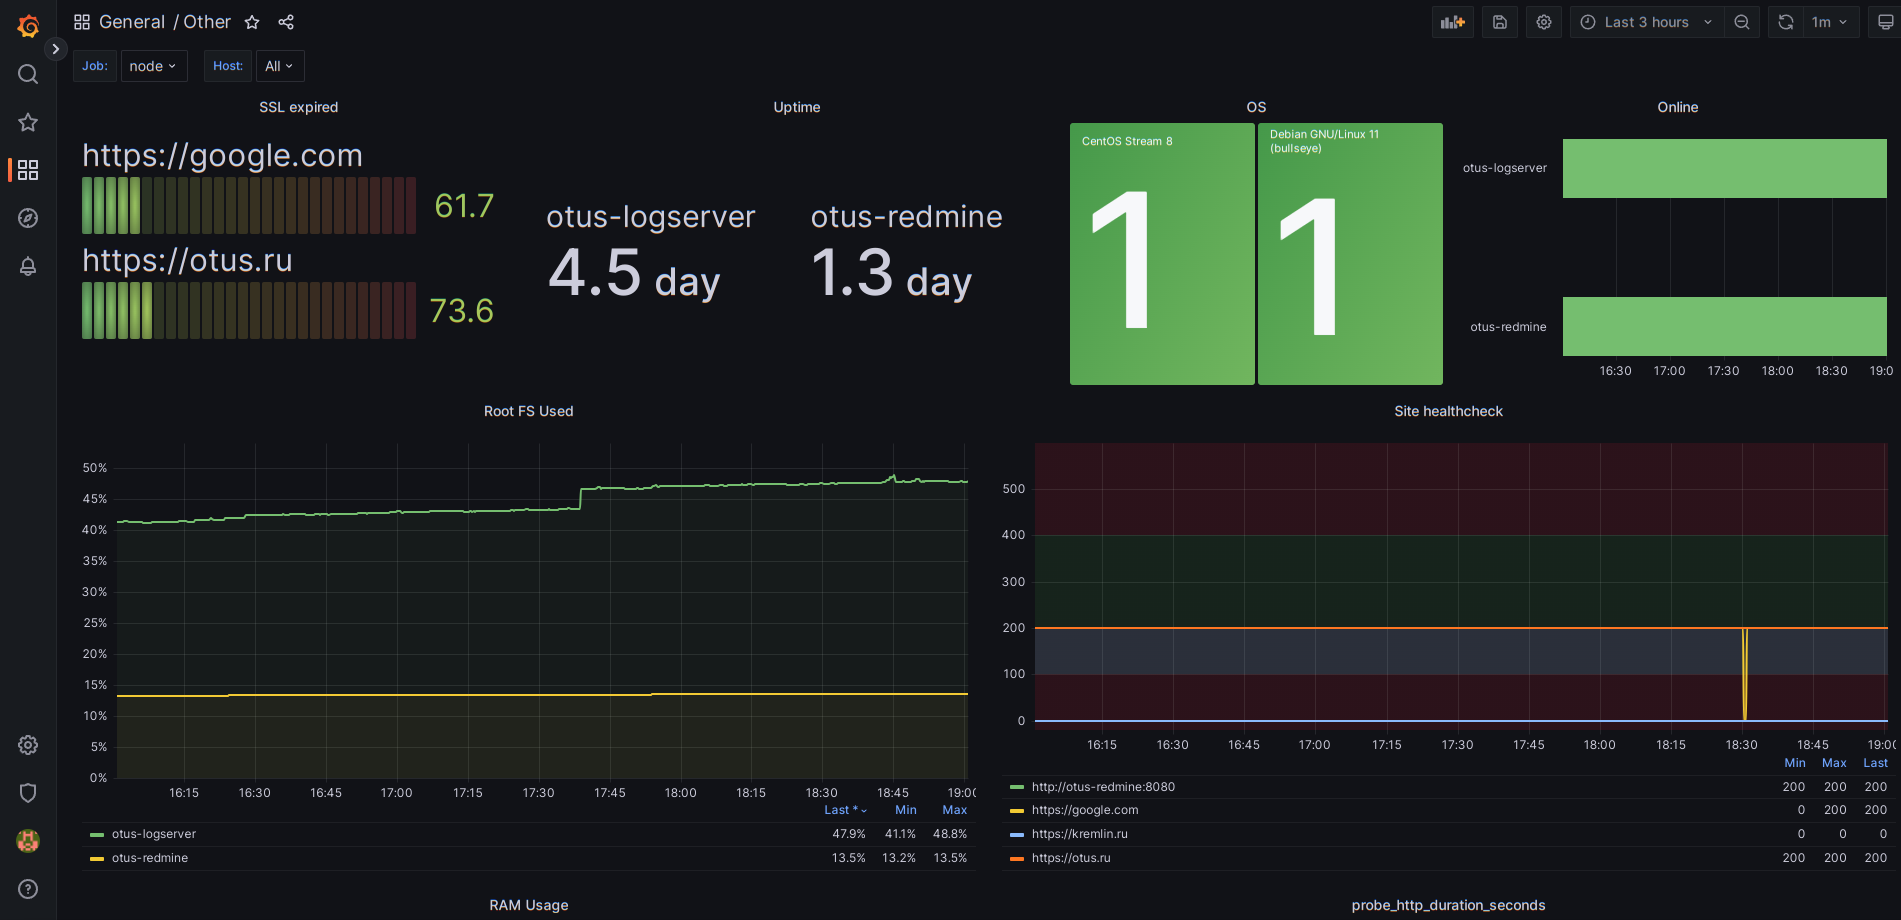 General / Other
Last 3 hours
1m
Job:
node
Host:
All
SSL expired
https://google.com
61.7
https://otus.ru
73.6
Uptime
otus-logserver
4.5 day
otus-redmine
1.3 day
OS
CentOS Stream 8
1
Debian GNU/Linux 11
(bullseye)
1
Online
otus-logserver
otus-redmine
16:30 17:00 17:30 18:00 18:30 19:0
Root FS Used
50%
45%
40%
35%
30%
25%
20%
15%
10%
5%
0%
16:15 16:30 16:45 17:00 17:15 17:30 17:45 18:00 18:15 18:30 18:45 19:00
Last * Min Max
otus-logserver 47.9% 41.1% 48.8%
otus-redmine 13.5% 13.2% 13.5%
Site healthcheck
500
400
300
200
100
0
16:15 16:30 16:45 17:00 17:15 17:30 17:45 18:00 18:15 18:30 18:45 19:00
Min Max Last
http://otus-redmine:8080 200 200 200
https://google.com 0 200 200
https://kremlin.ru 0 0 0
https://otus.ru 200 200 200
RAM Usage
probe_http_duration_seconds